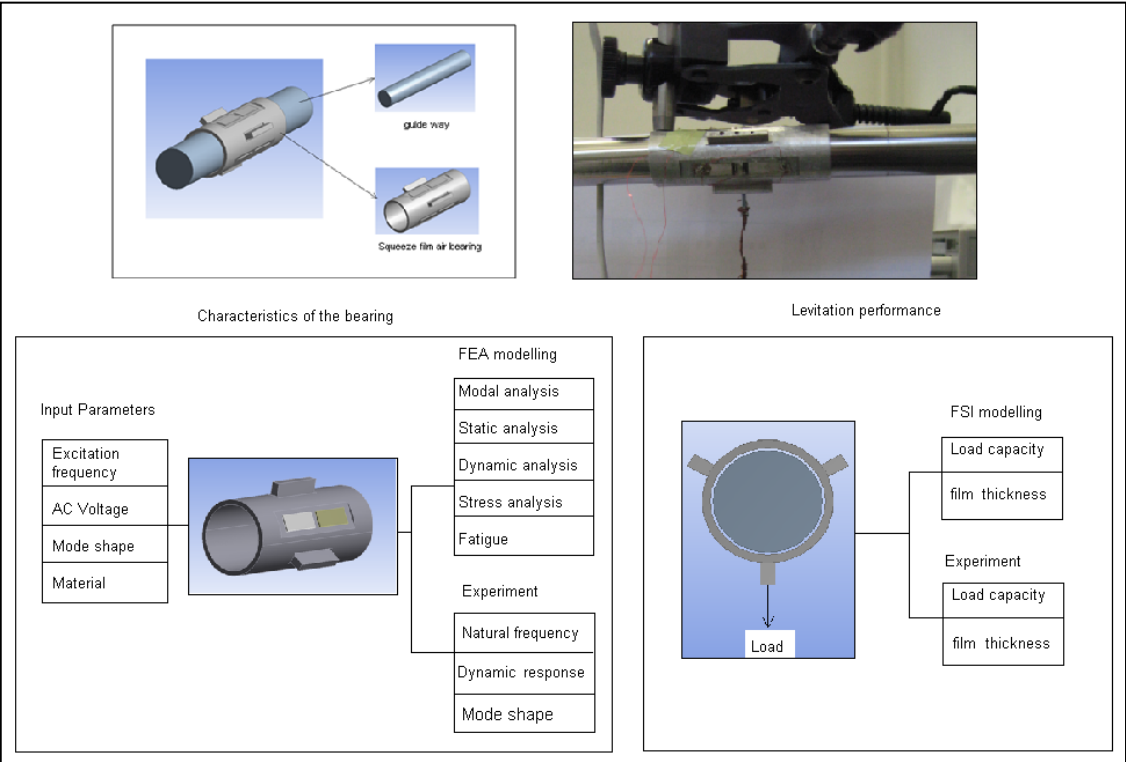 guide way
Squeeze film air bearing
Characteristics of the bearing
Levitation performance
Input Parameters
Excitation
frequency
AC Voltage
Mode shape
Material
FEA modelling
Modal analysis
Static analysis
Dynamic analysis
Stress analysis
Fatigue
Experiment
Natural frequency
Dynamic response
Mode shape
Load
FSI modelling
Load capacity
film thickness
Experiment
Load capacity
film thickness